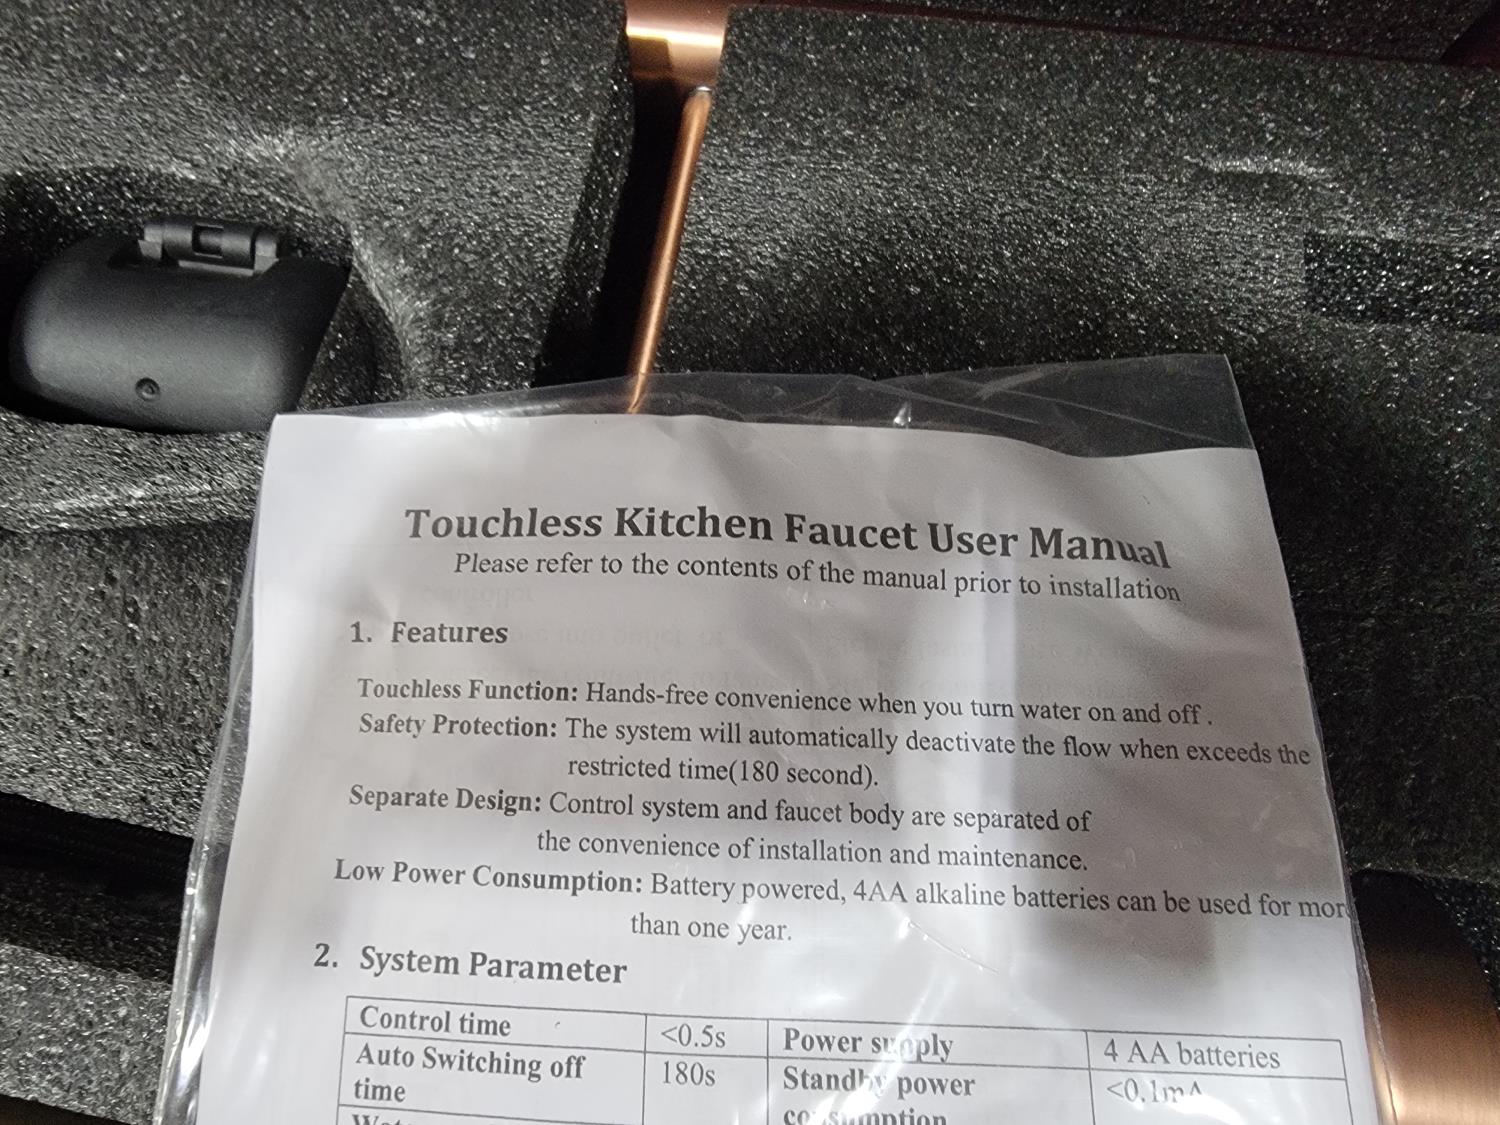 Touchless Kitchen Faucet User Manual
Please refer to the contents of the manual prior to installation
1. Features
Touchless Function: Hands-free convenience when you turn water on and off .
Safety Protection: The system will automatically deactivate the flow when exceeds the
restricted time(180 second).
Separate Design: Control system and faucet body are separated of
the convenience of installation and maintenance.
Low Power Consumption: Battery powered, 4AA alkaline batteries can be used for more
than one year.
2. System Parameter
Control time <0.5s Power supply 4 AA batteries
Auto Switching off 180s Standby power <0.1mA
time consumption